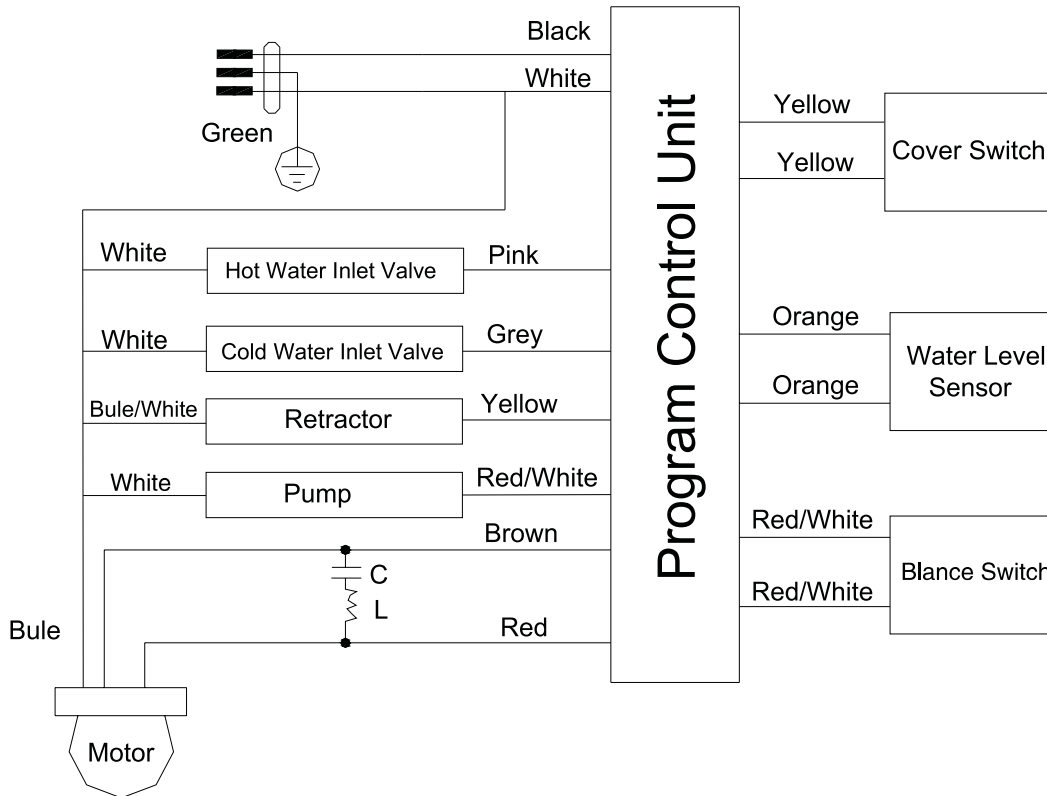 Black
White
Green
Yellow
Cover Switch
Yellow
White
Hot Water Inlet Valve
Pink
White
Cold Water Inlet Valve
Grey
Orange
Water Level
Sensor
Orange
Bule/White
Retractor
Yellow
White
Pump
Red/White
Program Control Unit
Brown
Red/White
Blance Switch
Red/White
C
L
Bule
Red
Motor